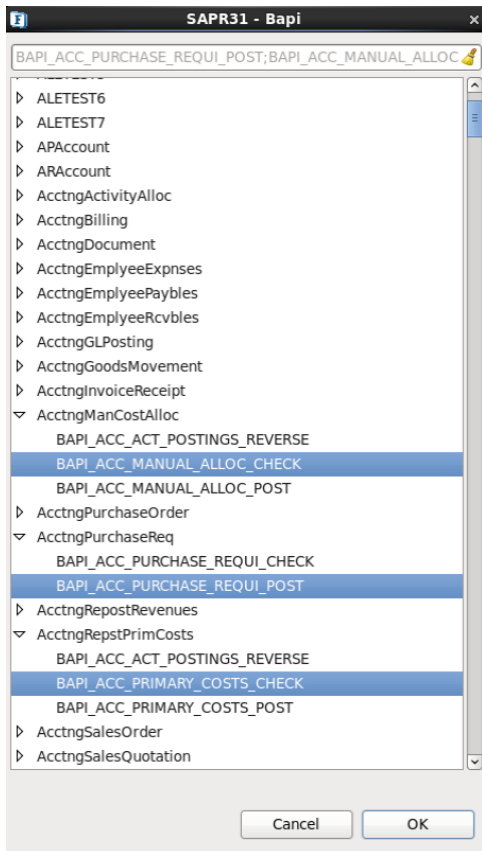 SAPR31 - Bapi
BAPI_ACC_PURCHASE_REQUI_POST;BAPI_ACC_MANUAL_ALLOC
ALETEST6
ALETEST7
APAccount
ARAccount
AcctngActivityAlloc
AcctngBilling
AcctngDocument
AcctngEmplyeeExpnses
AcctngEmplyeePaybles
AcctngEmplyeeRcvbles
AcctngGLPosting
AcctngGoodsMovement
AcctngInvoiceReceipt
AcctngManCostAlloc
BAPI_ACC_ACT_POSTINGS_REVERSE
BAPI_ACC_MANUAL_ALLOC_CHECK
BAPI_ACC_MANUAL_ALLOC_POST
AcctngPurchaseOrder
AcctngPurchaseReq
BAPI_ACC_PURCHASE_REQUI_CHECK
BAPI_ACC_PURCHASE_REQUI_POST
AcctngRepostRevenues
AcctngRepstPrimCosts
BAPI_ACC_ACT_POSTINGS_REVERSE
BAPI_ACC_PRIMARY_COSTS_CHECK
BAPI_ACC_PRIMARY_COSTS_POST
AcctngSalesOrder
AcctngSalesQuotation
Cancel OK